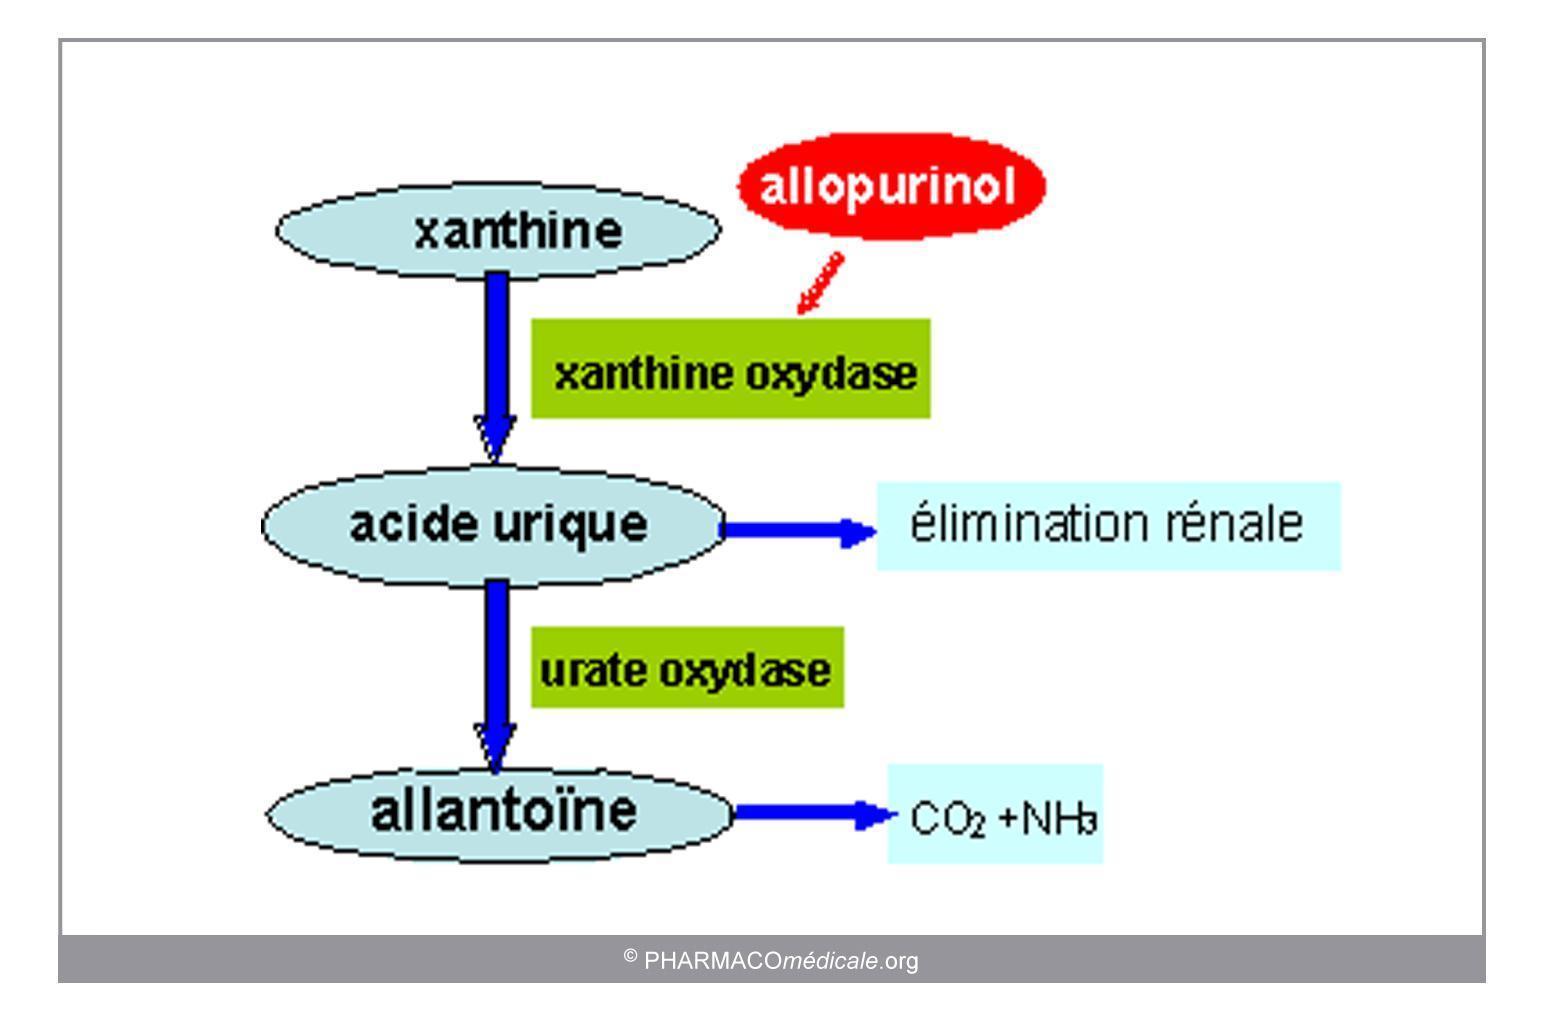 allopurinol
xanthine
xanthine oxydase
acide urique
élimination rénale
urate oxydase
allantoïne
CO2 +NH3
© PHARMACOmédicale.org